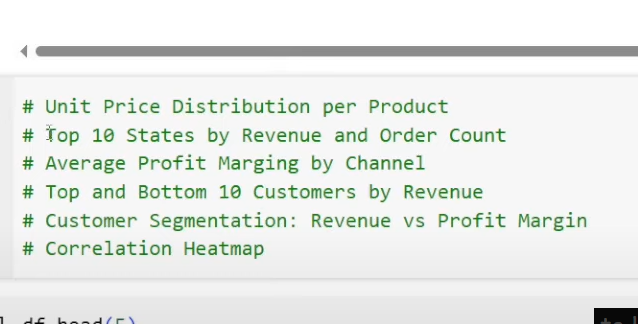 # Unit Price Distribution per Product
# Top 10 States by Revenue and Order Count
# Average Profit Marging by Channel
# Top and Bottom 10 Customers by Revenue
# Customer Segmentation: Revenue vs Profit Margin
# Correlation Heatmap
df.head(5)